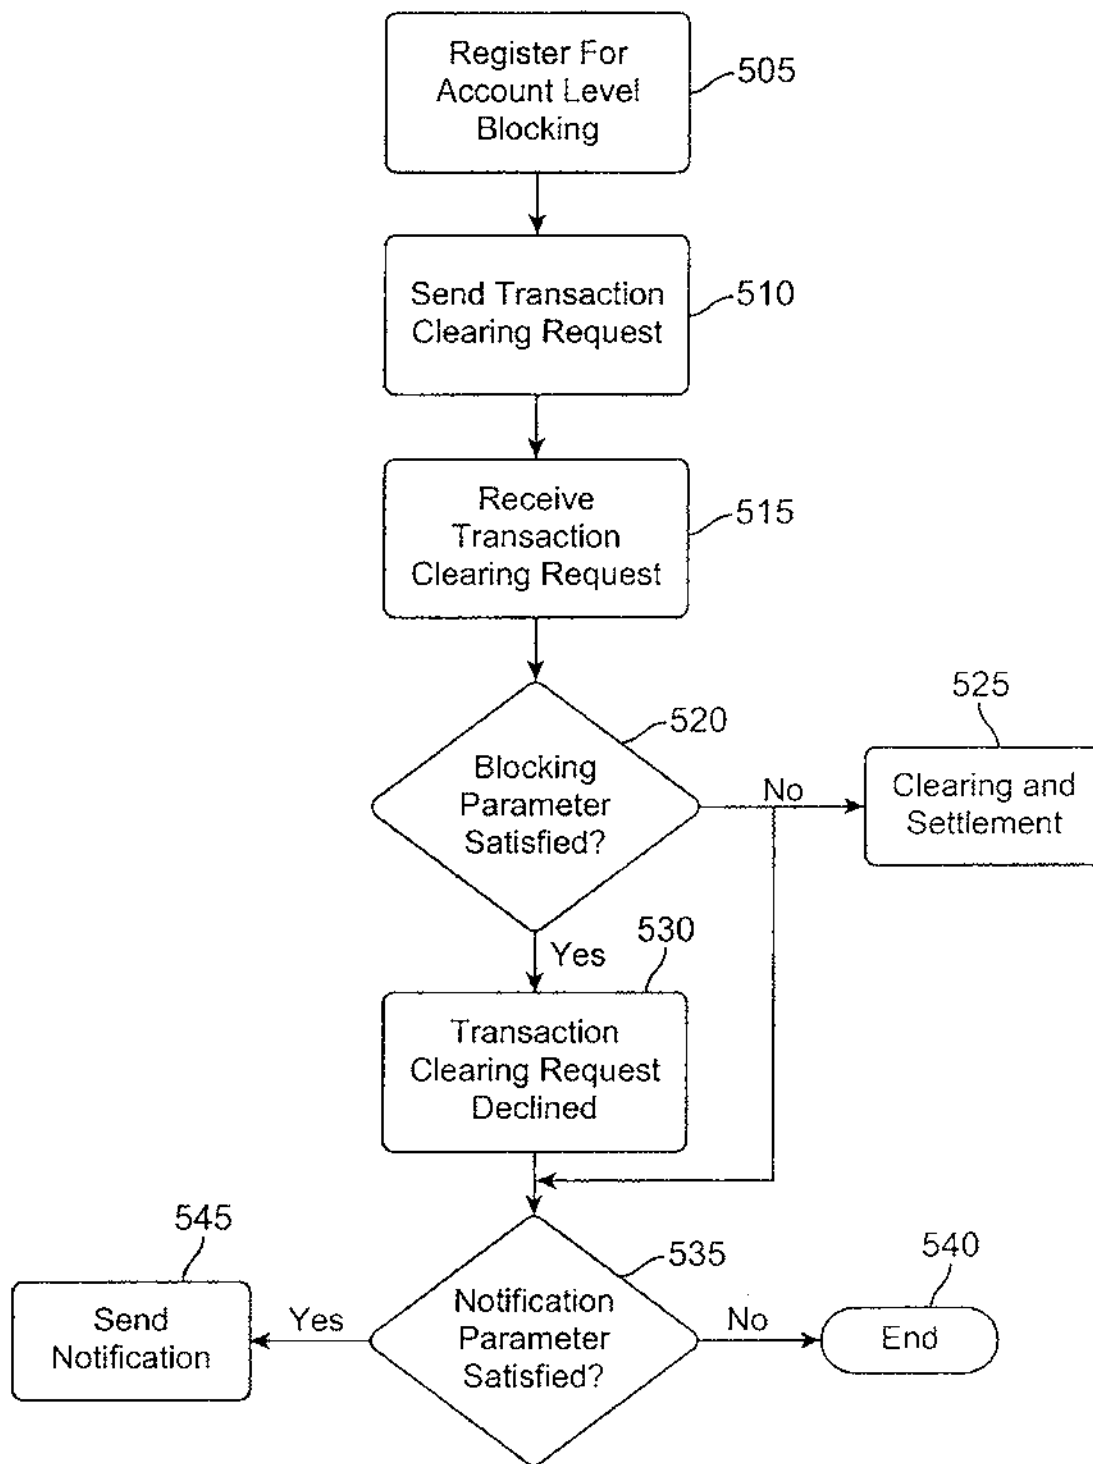 Register For
Account Level
Blocking
505
Send Transaction
Clearing Request
510
Receive
Transaction
Clearing Request
515
520
Blocking
Parameter
Satisfied?
No
525
Clearing and
Settlement
Yes
530
Transaction
Clearing Request
Declined
545
Send
Notification
Yes
535
Notification
Parameter
Satisfied?
No
540
End